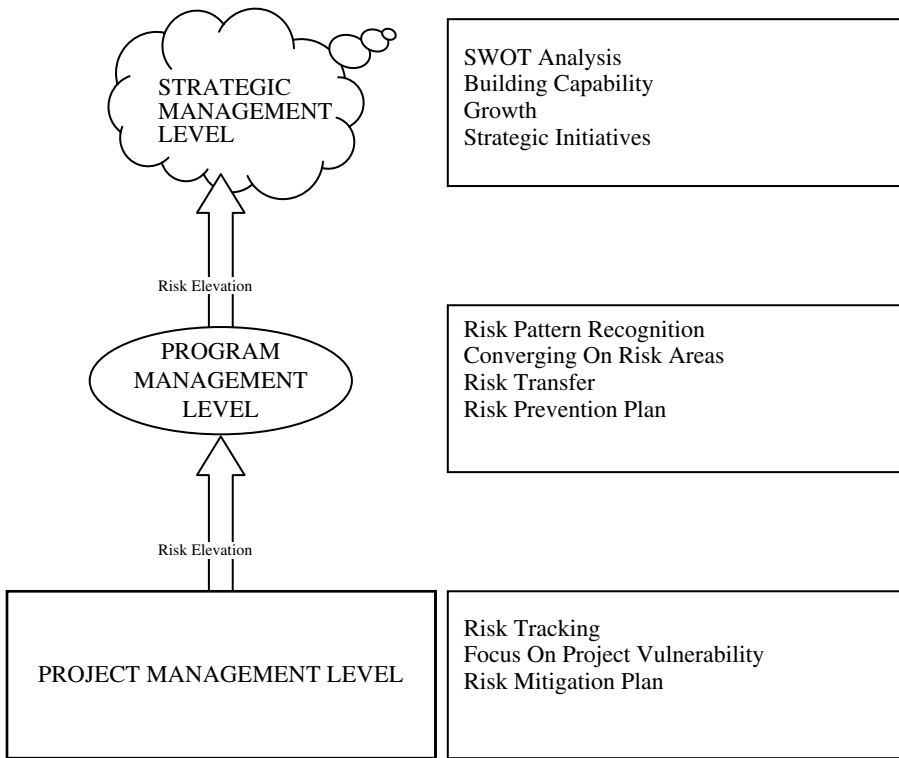 STRATEGIC
MANAGEMENT
LEVEL
SWOT Analysis
Building Capability
Growth
Strategic Initiatives
Risk Elevation
PROGRAM
MANAGEMENT
LEVEL
Risk Pattern Recognition
Converging On Risk Areas
Risk Transfer
Risk Prevention Plan
Risk Elevation
PROJECT MANAGEMENT LEVEL
Risk Tracking
Focus On Project Vulnerability
Risk Mitigation Plan